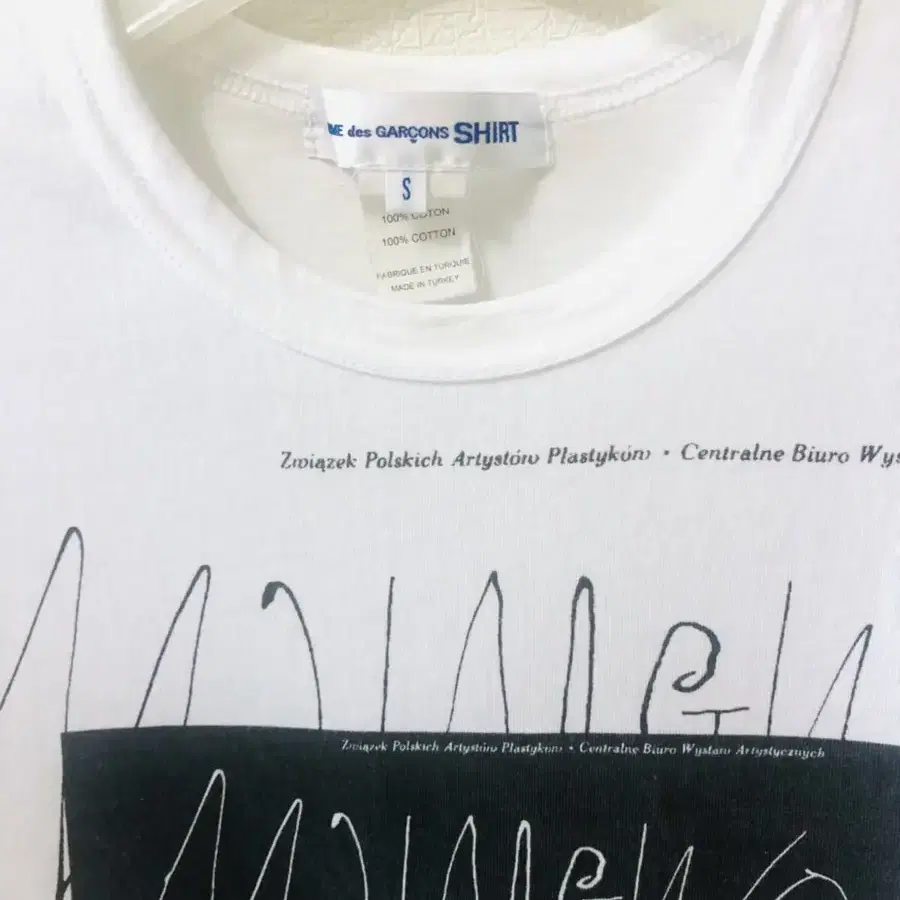 ME des GARÇONS SHIRT
S
100% COTON
100% COTTON
FABRIQUE EN TURQUIE
MADE IN TURKEY
Związek Polskich Artystów Plastyków • Centralne Biuro Wys
Związek Polskich Artystów Plastyków • Centralne Biuro Wystaw Artystycznych